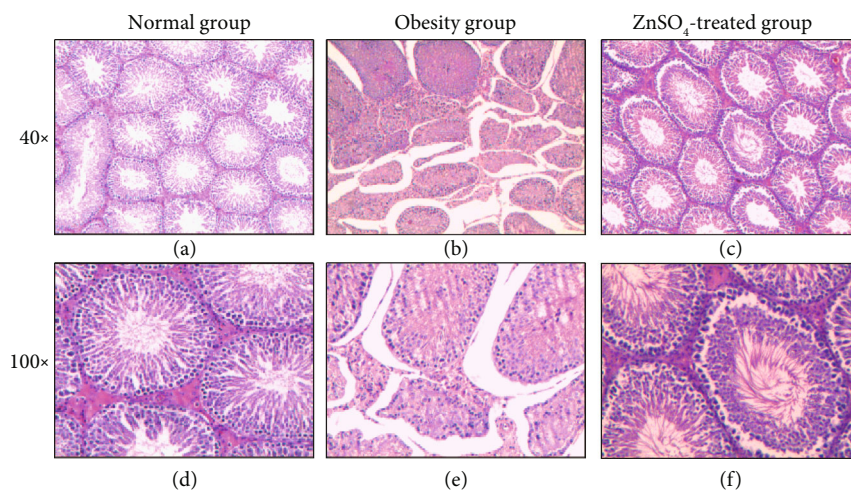 Normal group Obesity group ZnSO₄-treated group
40×
(a) (b) (c)
100×
(d) (e) (f)